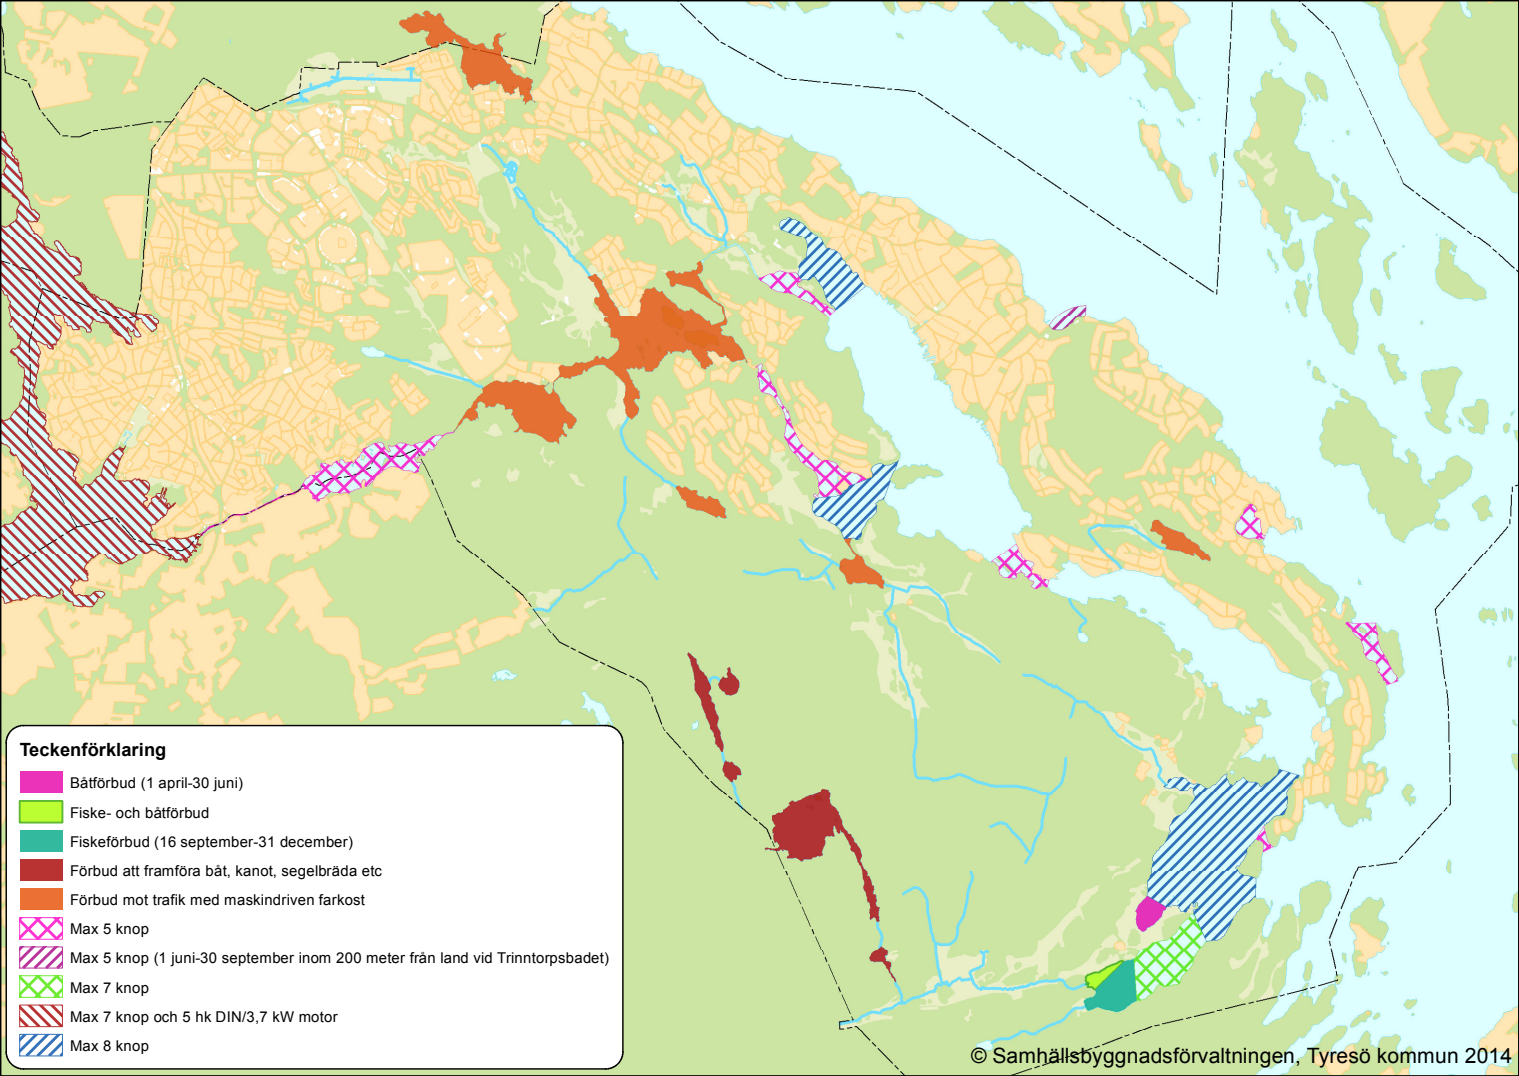 Teckenförklaring
Båtförbud (1 april-30 juni)
Fiske- och båtförbud
Fiskeförbud (16 september-31 december)
Förbud att framföra båt, kanot, segelbräda etc
Förbud mot trafik med maskindriven farkost
Max 5 knop
Max 5 knop (1 juni-30 september inom 200 meter från land vid Trinntorpsbadet)
Max 7 knop
Max 7 knop och 5 hk DIN/3,7 kW motor
Max 8 knop
© Samhällsbyggnadsförvaltningen, Tyresö kommun 2014